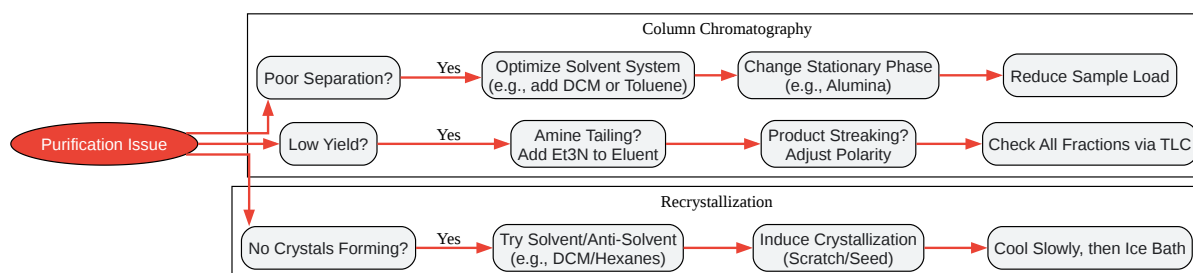 Column Chromatography
Poor Separation?
Yes
Optimize Solvent System
(e.g., add DCM or Toluene)
Change Stationary Phase
(e.g., Alumina)
Reduce Sample Load
Purification Issue
Low Yield?
Yes
Amine Tailing?
Add Et3N to Eluent
Product Streaking?
Adjust Polarity
Check All Fractions via TLC
Recrystallization
No Crystals Forming?
Yes
Try Solvent/Anti-Solvent
(e.g., DCM/Hexanes)
Induce Crystallization
(Scratch/Seed)
Cool Slowly, then Ice Bath